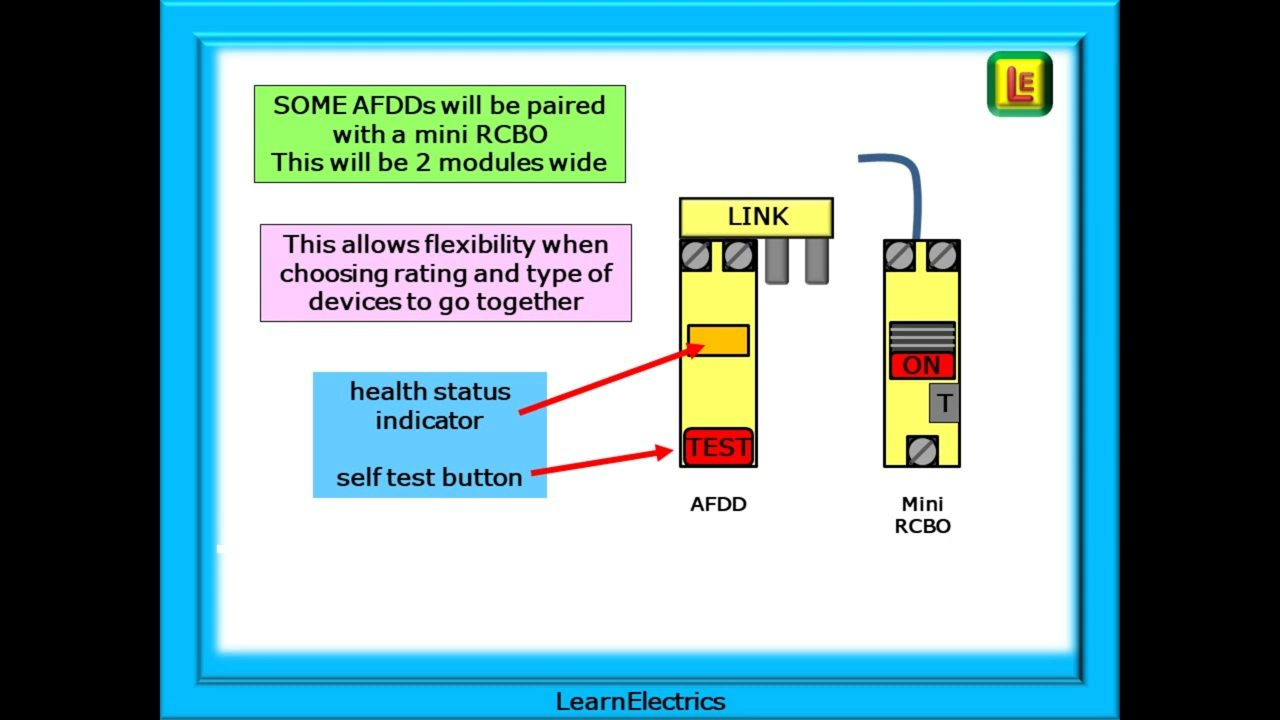 LE
SOME AFDDs will be paired
with a mini RCBO
This will be 2 modules wide
This allows flexibility when
choosing rating and type of
devices to go together
health status
indicator
self test button
LINK
TEST
AFDD
ON
T
Mini
RCBO
LearnElectrics